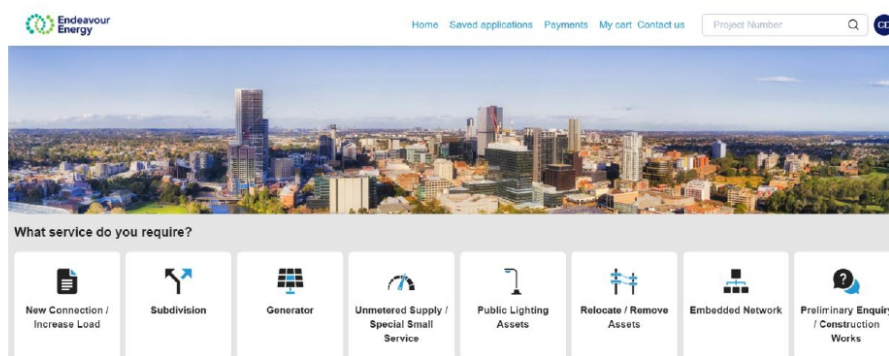 Endeavour
Energy
Home Saved applications Payments My cart Contact us Project Number CD
What service do you require?
New Connection /
Increase Load
Subdivision
Generator
Unmetered Supply /
Special Small
Service
Public Lighting
Assets
Relocate / Remove
Assets
Embedded Network
Preliminary Enquiry
/ Construction
Works